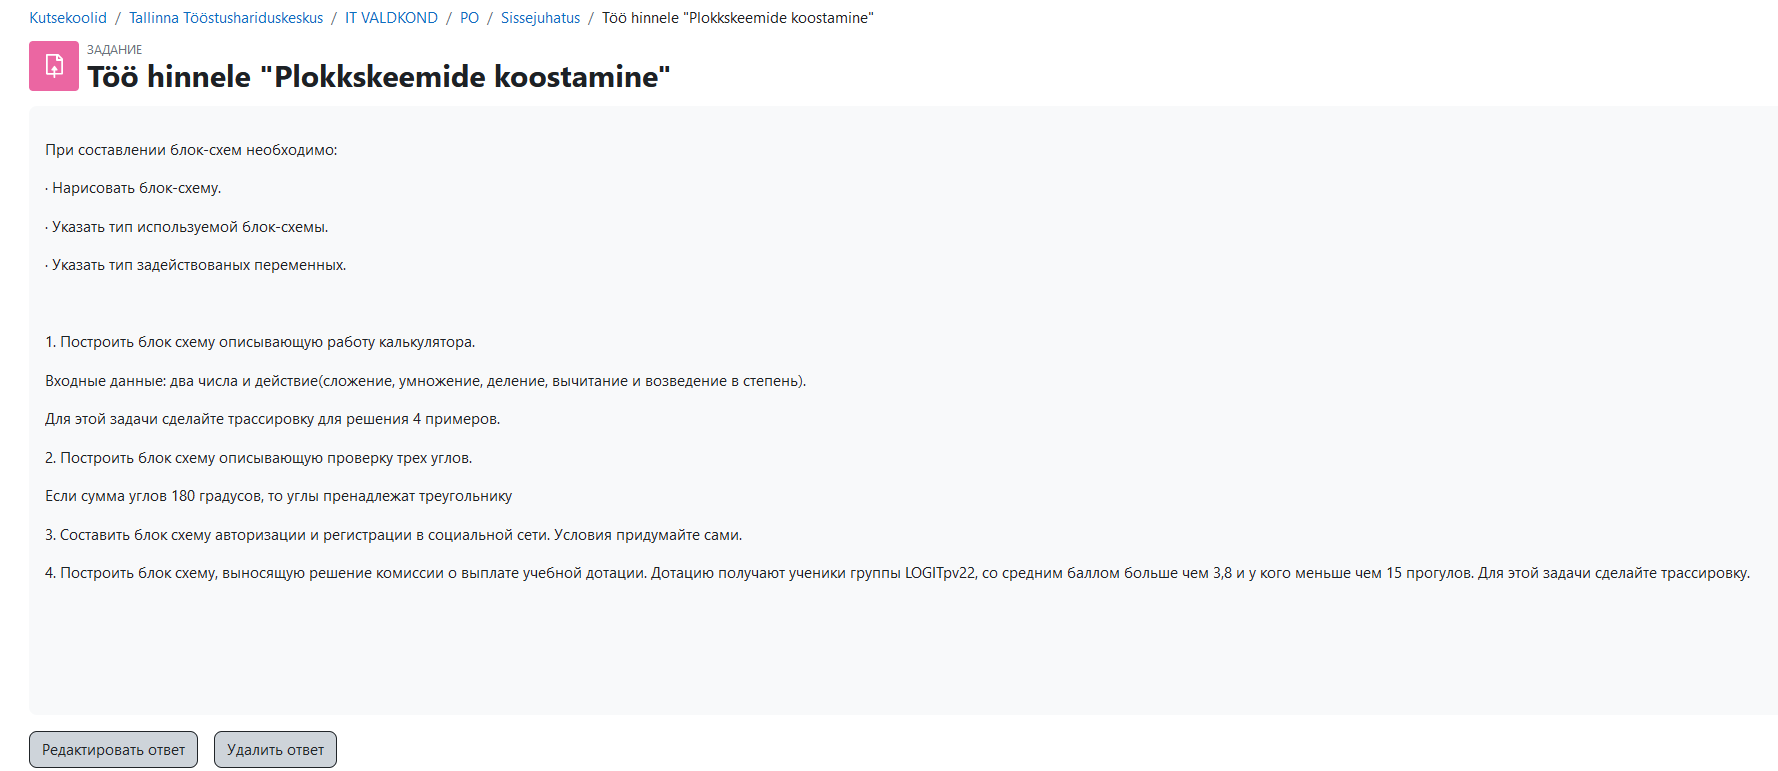 Kutsekoolid / Tallinna Tööstushariduskeskus / IT VALDKOND / PO / Sissejuhatus / Töö hinnele "Plokkskeemide koostamine"
ЗАДАНИЕ
Töö hinnele "Plokkskeemide koostamine"
При составлении блок-схем необходимо:
· Нарисовать блок-схему.
· Указать тип используемой блок-схемы.
· Указать тип задействованых переменных.
1. Построить блок схему описывающую работу калькулятора.
Входные данные: два числа и действие(сложение, умножение, деление, вычитание и возведение в степень).
Для этой задачи сделайте трассировку для решения 4 примеров.
2. Построить блок схему описывающую проверку трех углов.
Если сумма углов 180 градусов, то углы пренадлежат треугольнику
3. Составить блок схему авторизации и регистрации в социальной сети. Условия придумайте сами.
4. Построить блок схему, выносящую решение комиссии о выплате учебной дотации. Дотацию получают ученики группы LOGITpv22, со средним баллом больше чем 3,8 и у кого меньше чем 15 прогулов. Для этой задачи сделайте трассировку.
Редактировать ответ
Удалить ответ